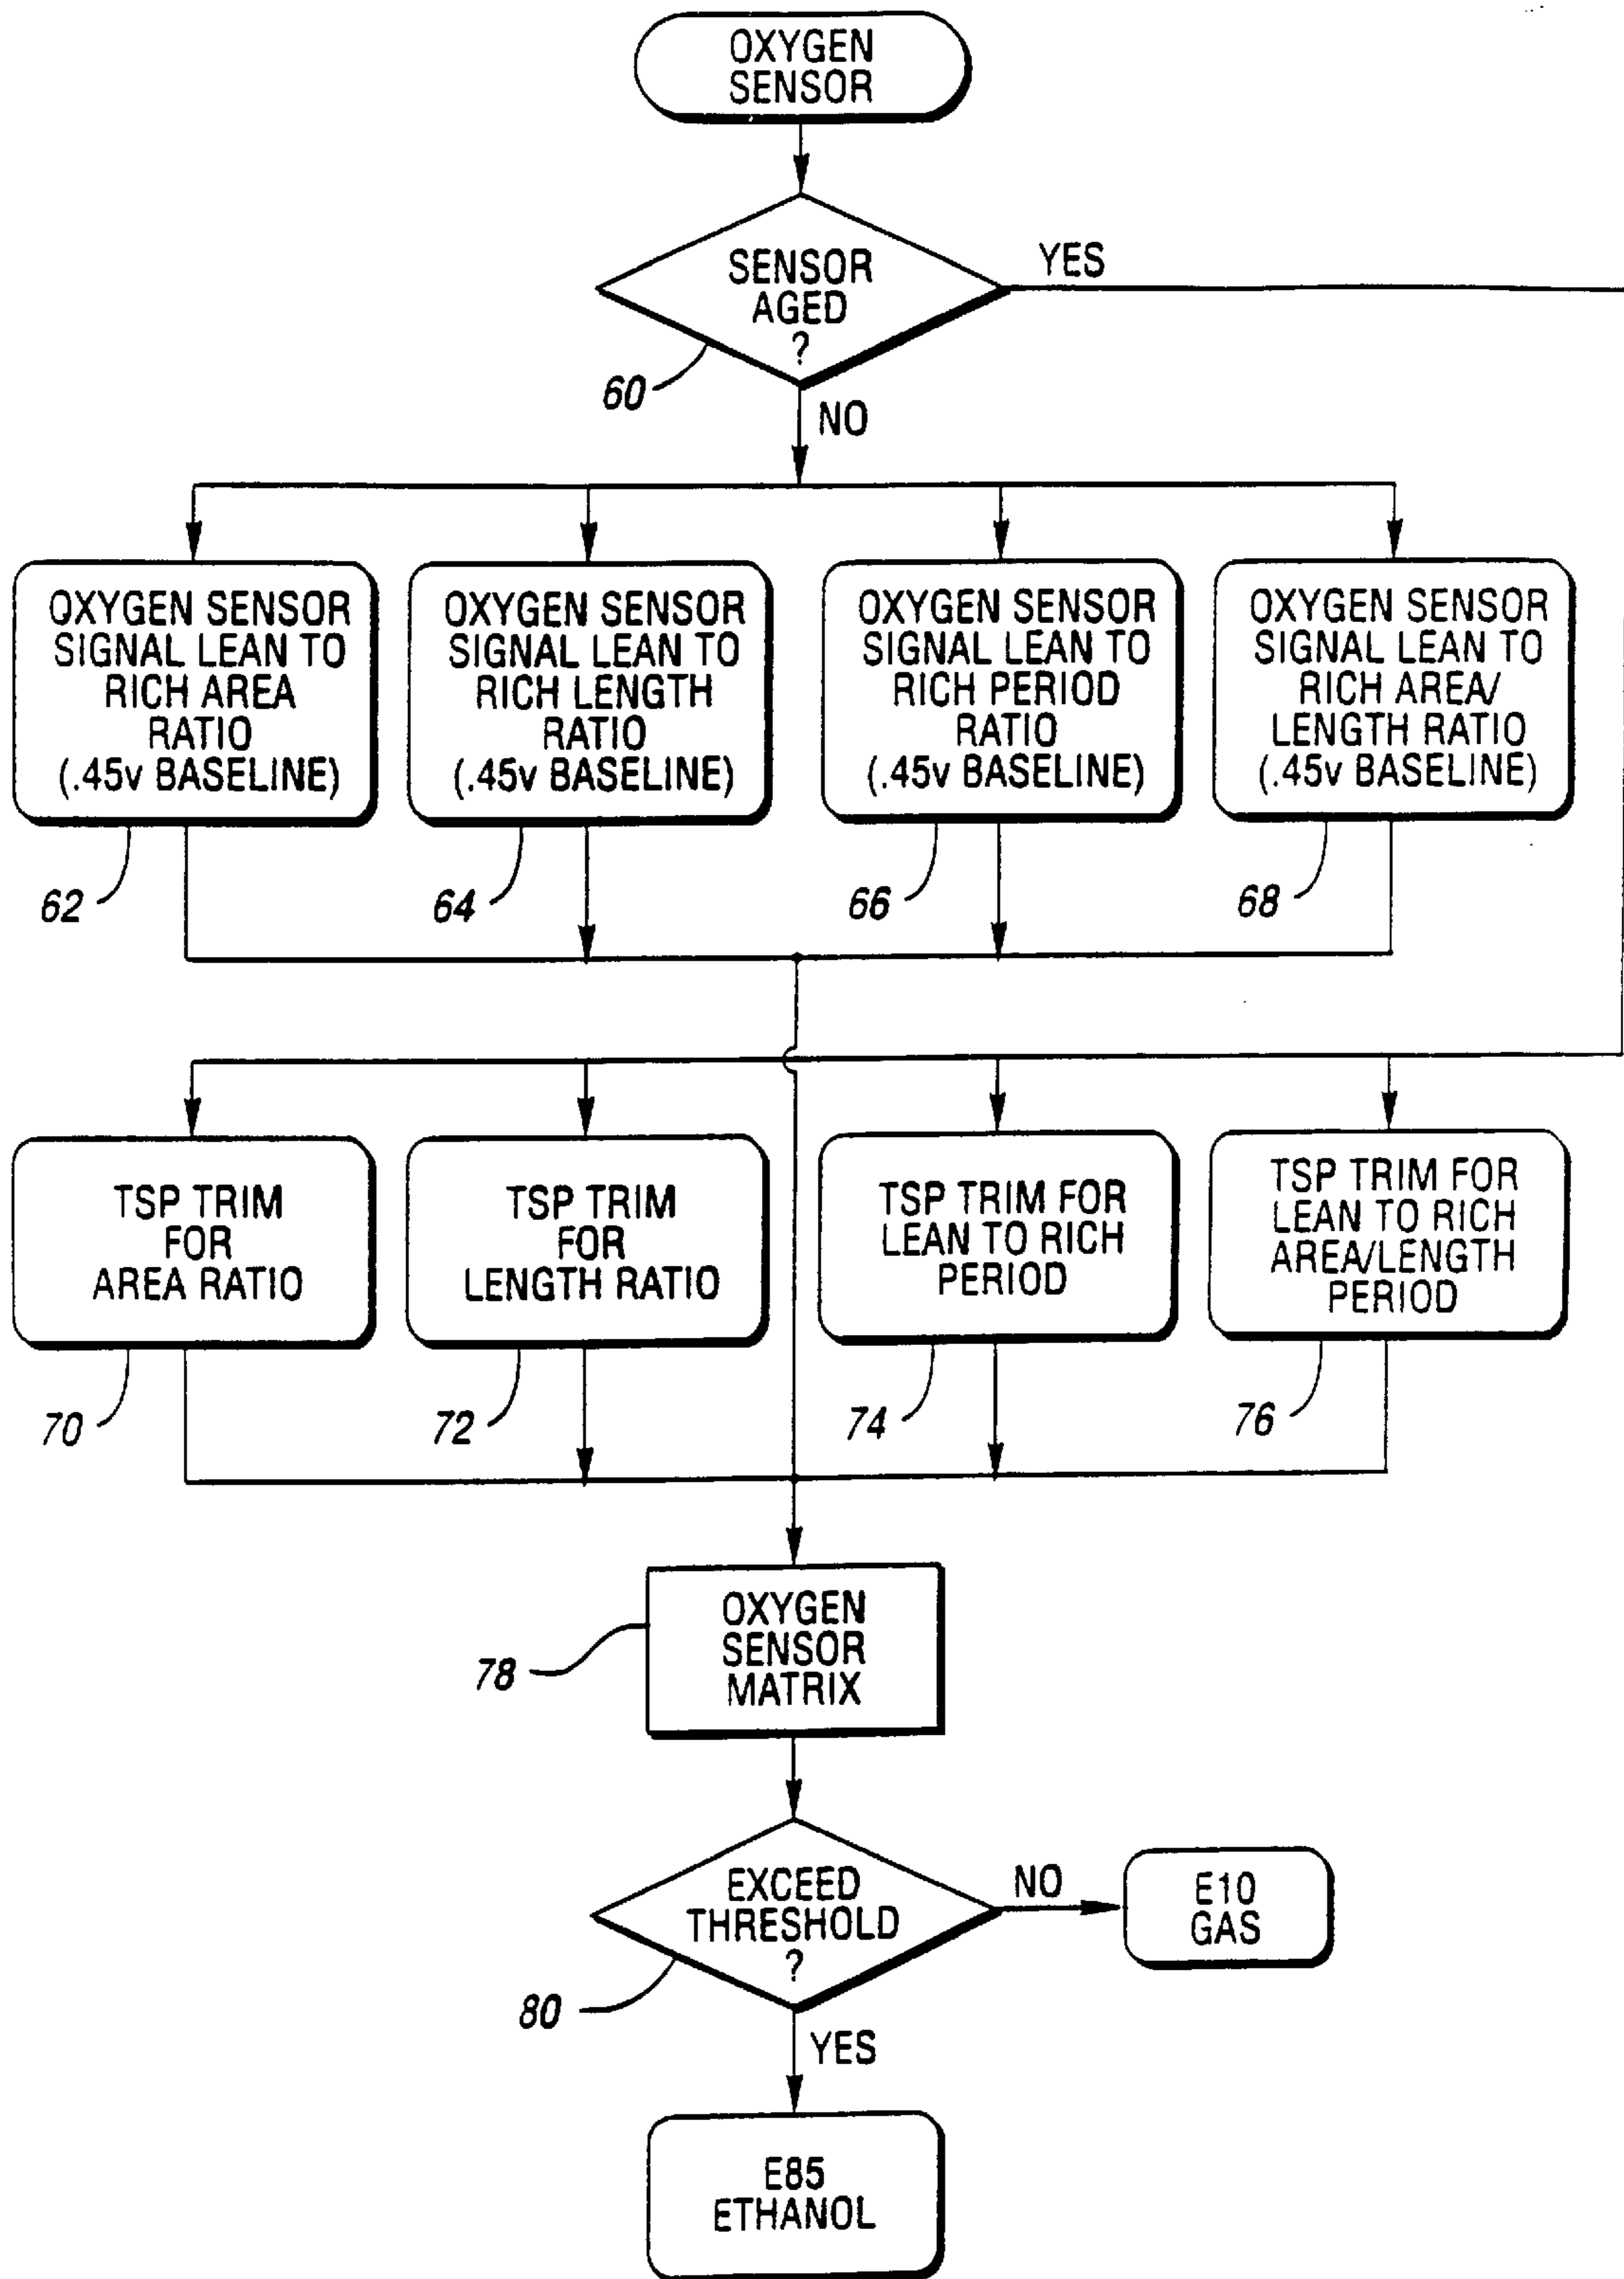 OXYGEN
SENSOR
SENSOR
AGED
?
YES
60
NO
OXYGEN SENSOR
SIGNAL LEAN TO
RICH AREA
RATIO
(.45v BASELINE)
OXYGEN SENSOR
SIGNAL LEAN TO
RICH LENGTH
RATIO
(.45v BASELINE)
OXYGEN SENSOR
SIGNAL LEAN TO
RICH PERIOD
RATIO
(.45v BASELINE)
OXYGEN SENSOR
SIGNAL LEAN TO
RICH AREA/
LENGTH RATIO
(.45v BASELINE)
62
64
66
68
TSP TRIM
FOR
AREA RATIO
TSP TRIM
FOR
LENGTH RATIO
TSP TRIM FOR
LEAN TO RICH
PERIOD
TSP TRIM FOR
LEAN TO RICH
AREA/LENGTH
PERIOD
70
72
74
76
OXYGEN
SENSOR
MATRIX
78
EXCEED
THRESHOLD
?
NO
E10
GAS
80
YES
E85
ETHANOL